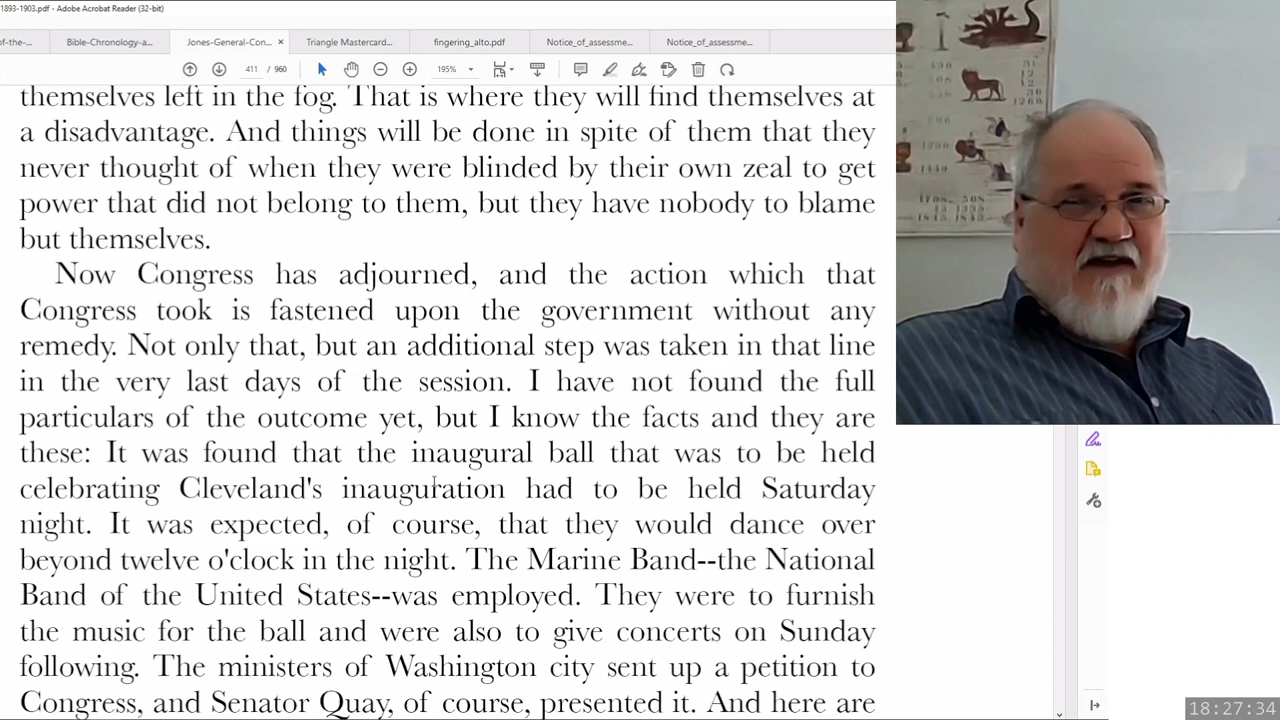 1893-1903.pdf - Adobe Acrobat Reader (32-bit)
of-the-... Bible-Chronology-a... Jones-General-Con... × Triangle Mastercard... fingering_alto.pdf Notice_of_assessme... Notice_of_assessme...
411 / 960 195%
themselves left in the fog. That is where they will find themselves at
a disadvantage. And things will be done in spite of them that they
never thought of when they were blinded by their own zeal to get
power that did not belong to them, but they have nobody to blame
but themselves.
Now Congress has adjourned, and the action which that
Congress took is fastened upon the government without any
remedy. Not only that, but an additional step was taken in that line
in the very last days of the session. I have not found the full
particulars of the outcome yet, but I know the facts and they are
these: It was found that the inaugural ball that was to be held
celebrating Cleveland's inauguration had to be held Saturday
night. It was expected, of course, that they would dance over
beyond twelve o'clock in the night. The Marine Band--the National
Band of the United States--was employed. They were to furnish
the music for the ball and were also to give concerts on Sunday
following. The ministers of Washington city sent up a petition to
Congress, and Senator Quay, of course, presented it. And here are
18:27:34